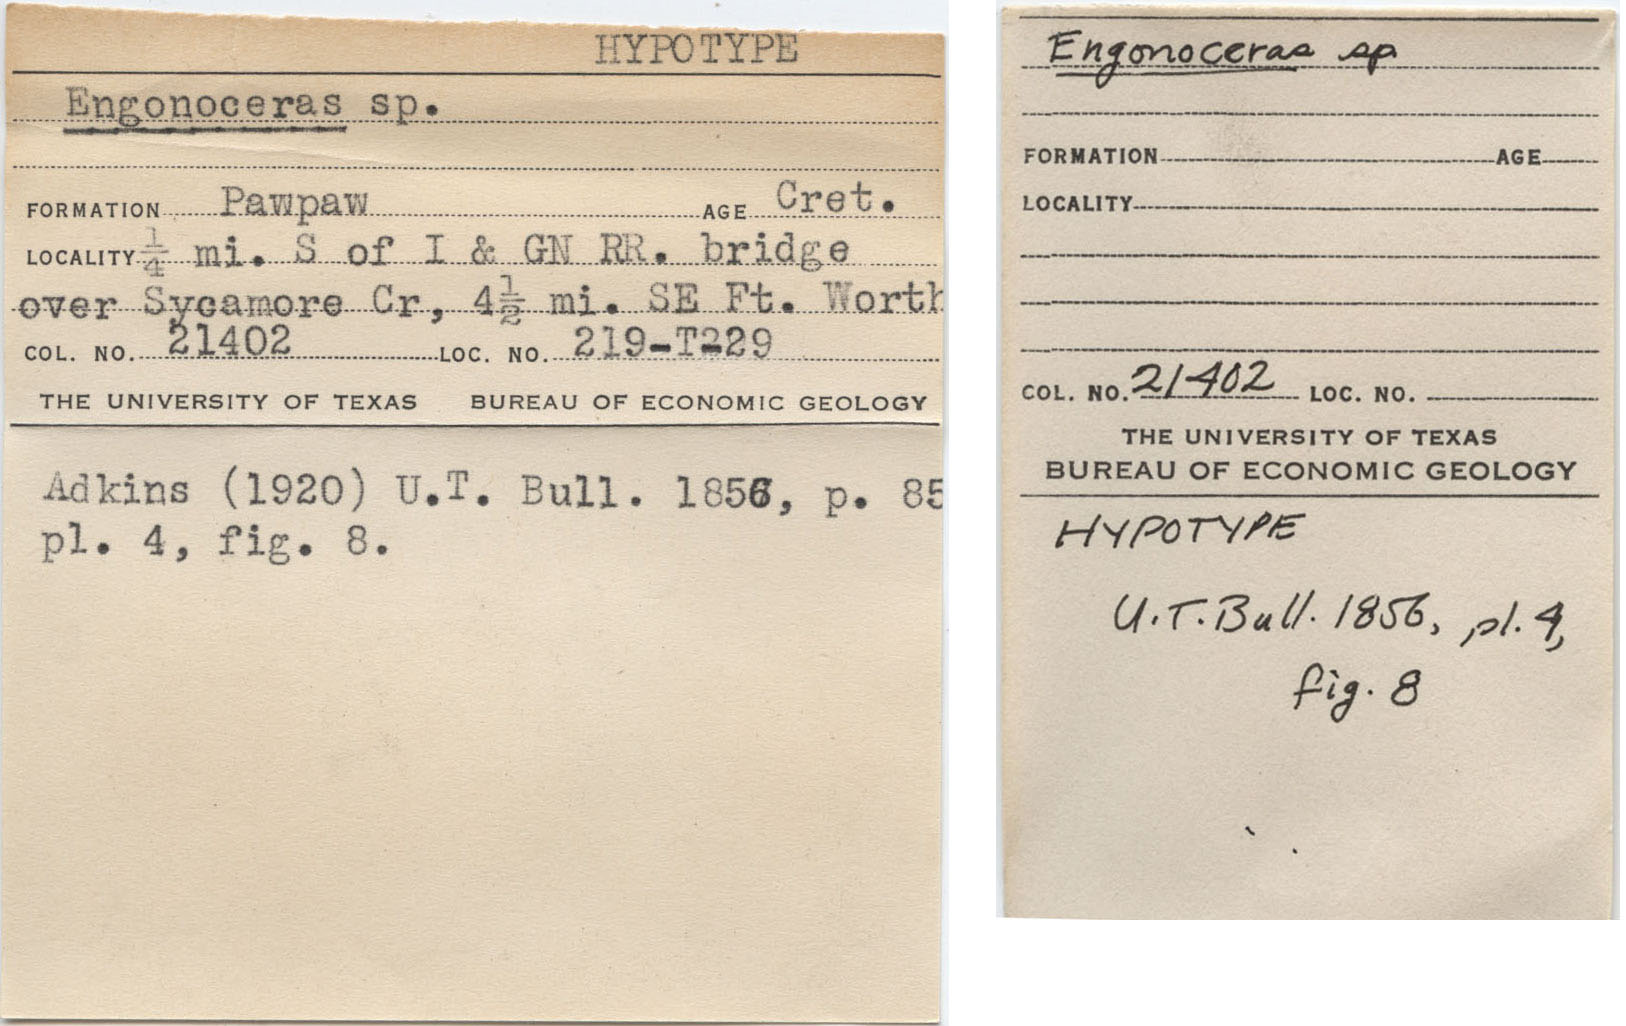 HYPOTYPE
Engonoceras sp.
FORMATION Pawpaw AGE Cret.
LOCALITY 1/4 mi. S of I & GN RR. bridge
over Sycamore Cr, 4 1/2 mi. SE Ft. Worth
COL. NO. 21402 LOC. NO. 219-T-229
THE UNIVERSITY OF TEXAS BUREAU OF ECONOMIC GEOLOGY
Adkins (1920) U.T. Bull. 1856, p. 85
pl. 4, fig. 8.
Engonoceras sp
FORMATION AGE
LOCALITY
COL. NO. 21402 LOC. NO.
THE UNIVERSITY OF TEXAS
BUREAU OF ECONOMIC GEOLOGY
HYPOTYPE
U.T. Bull. 1856, pl. 4,
fig. 8